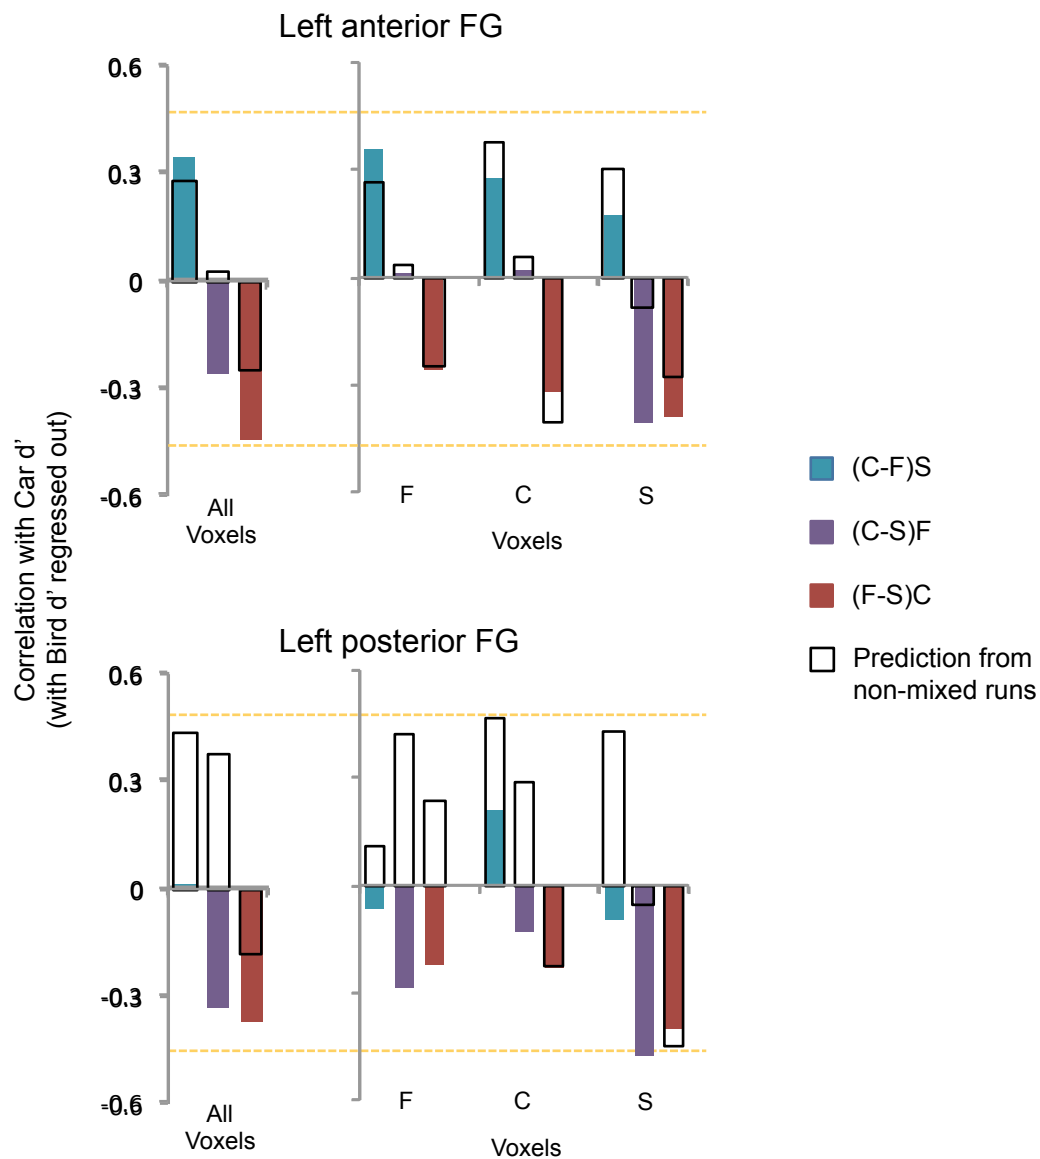 Left anterior FG
0.6
0.3
0
-0.3
-0.6
All
Voxels
F
C
S
Voxels
Correlation with Car d’
(with Bird d’ regressed out)
(C-F)S
(C-S)F
(F-S)C
Prediction from
non-mixed runs
Left posterior FG
0.6
0.3
0
-0.3
-0.6
All
Voxels
F
C
S
Voxels